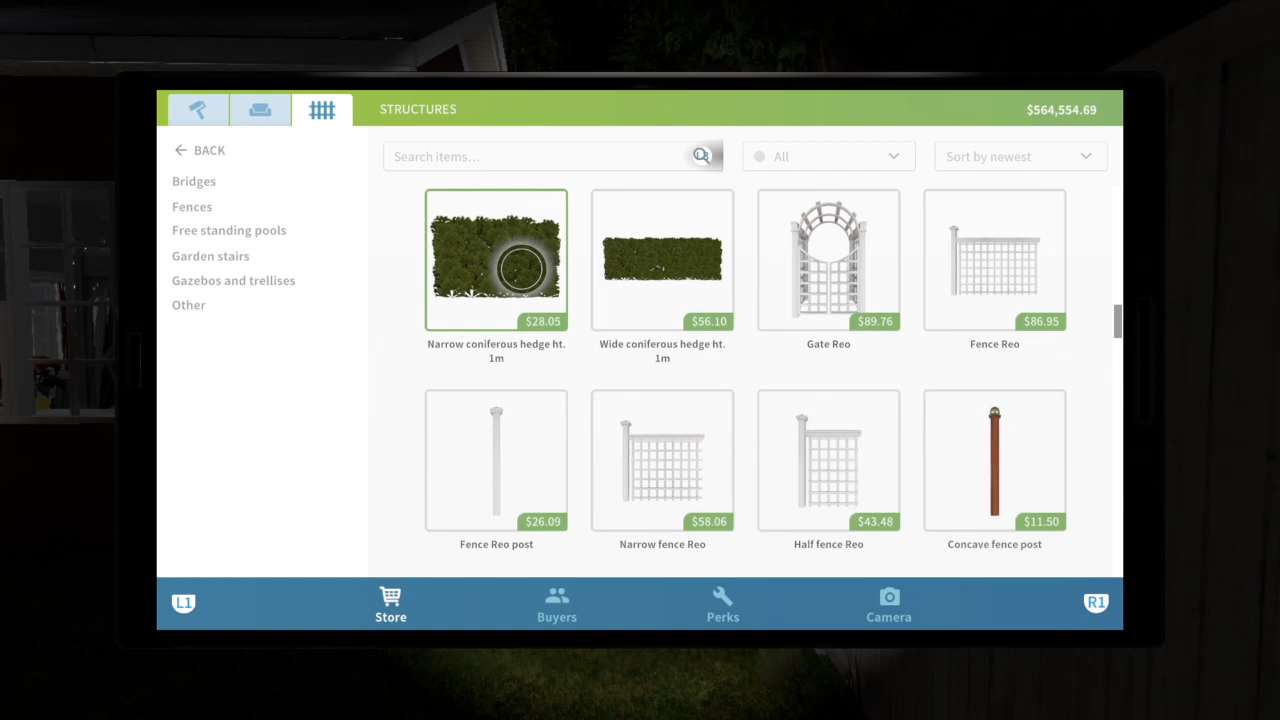 STRUCTURES
$564,554.69
BACK
Search items...
All
Sort by newest
Bridges
Fences
Free standing pools
Garden stairs
Gazebos and trellises
Other
$28.05
$56.10
$89.76
$86.95
Narrow coniferous hedge ht.
1m
Wide coniferous hedge ht.
1m
Gate Reo
Fence Reo
$26.09
$58.06
$43.48
$11.50
Fence Reo post
Narrow fence Reo
Half fence Reo
Concave fence post
L1
Store
Buyers
Perks
Camera
R1